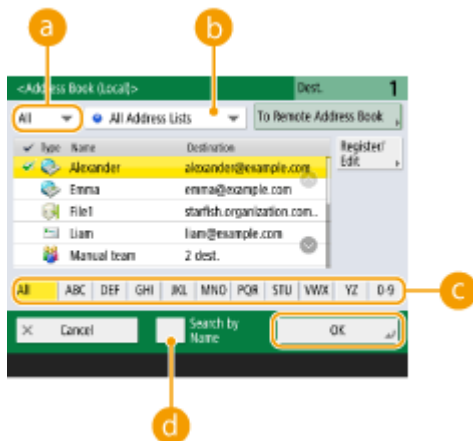 a
b
<Address Book (Local)> Dest. 1
All All Address Lists To Remote Address Book
Type Name Destination Register/
Edit
Alexander alexander@example.com
Emma emma@example.com
File1 starfish.organization.com..
Liam liam@example.com
Manual team 2 dest.
All ABC DEF GHI JKL MNO PQR STU VWX YZ 0-9
c
× Cancel Search by
Name OK
d